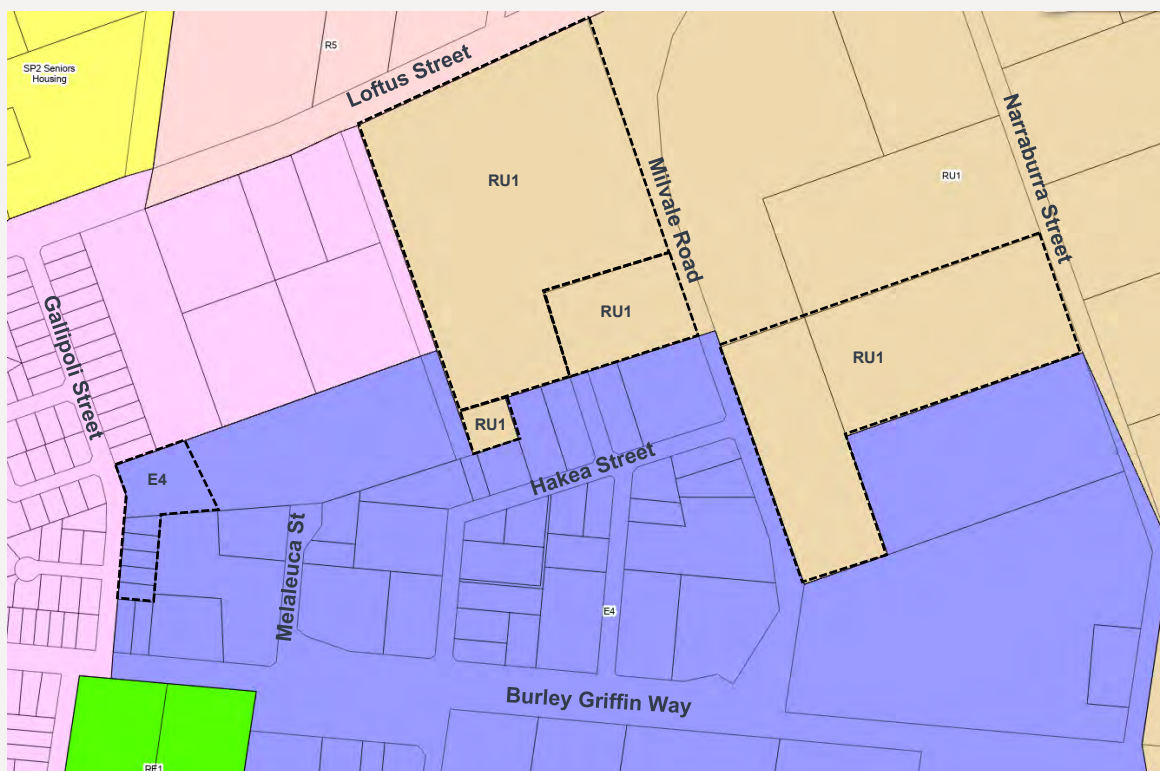 R5
SP2 Seniors
Housing
Loftus Street
Narraburra Street
RU1
RU1
Milvale Road
RU1
RU1
Gallipoli Street
RU1
E4
Hakea Street
Melaleuca St
E4
Burley Griffin Way
RE1